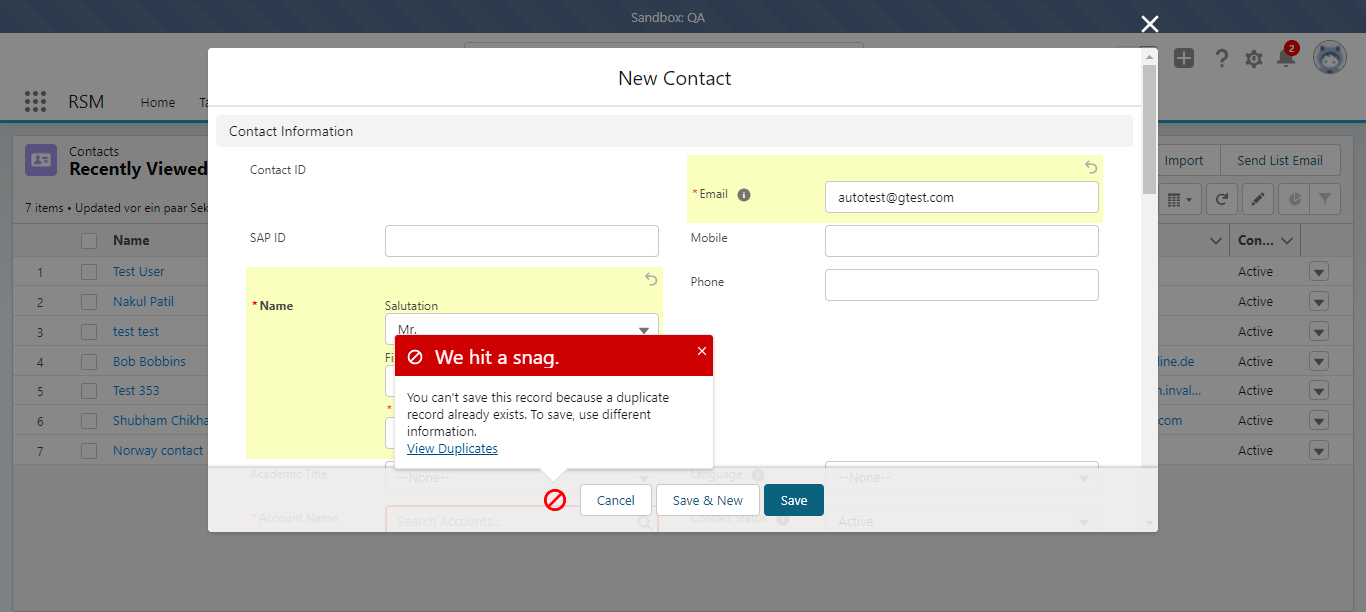 Sandbox: QA
New Contact
2
RSM
Home
Contact Information
Contacts
Recently Viewed
Import
Send List Email
Contact ID
* Email
autotest@gtest.com
7 items • Updated vor ein paar Sek
SAP ID
Mobile
Name
Con...
Phone
1
Test User
Active
2
Nakul Patil
Active
3
test test
Active
4
Bob Bobbins
line.de
Active
5
Test 353
n.inval...
Active
6
Shubham Chikha
com
Active
7
Norway contact
Active
* Name
Salutation
Mr.
Fi
*
We hit a snag.
You can't save this record because a duplicate
record already exists. To save, use different
information.
View Duplicates
Academic Title
--None--
Language
--None--
Cancel
Save & New
Save
* Account Name
Search Accounts...
Contact Status
Active